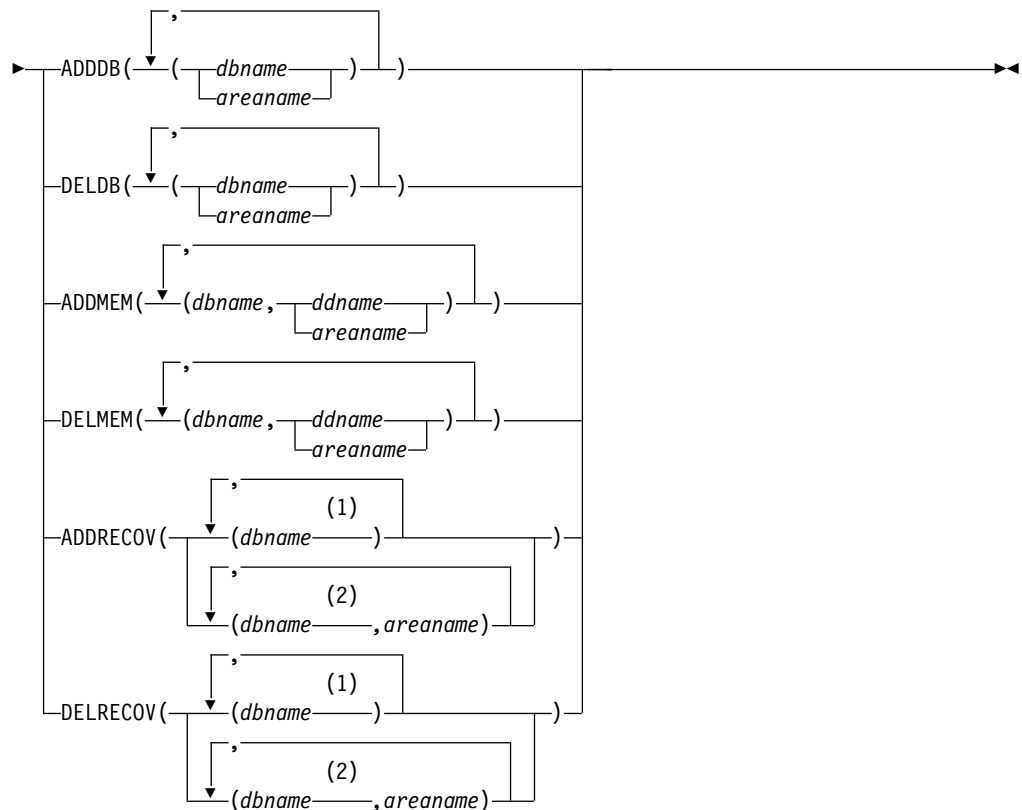 ,
ADDDB( ( dbname ) )
areaname
,
DELDB( ( dbname ) )
areaname
,
ADDMEM( (dbname, ddname ) )
areaname
,
DELMEM( (dbname, ddname ) )
areaname
,
(1)
ADDRECOV( (dbname ) )
,
(2)
(dbname ,areaname)
,
(1)
DELRECOV( (dbname ) )
,
(2)
(dbname ,areaname)